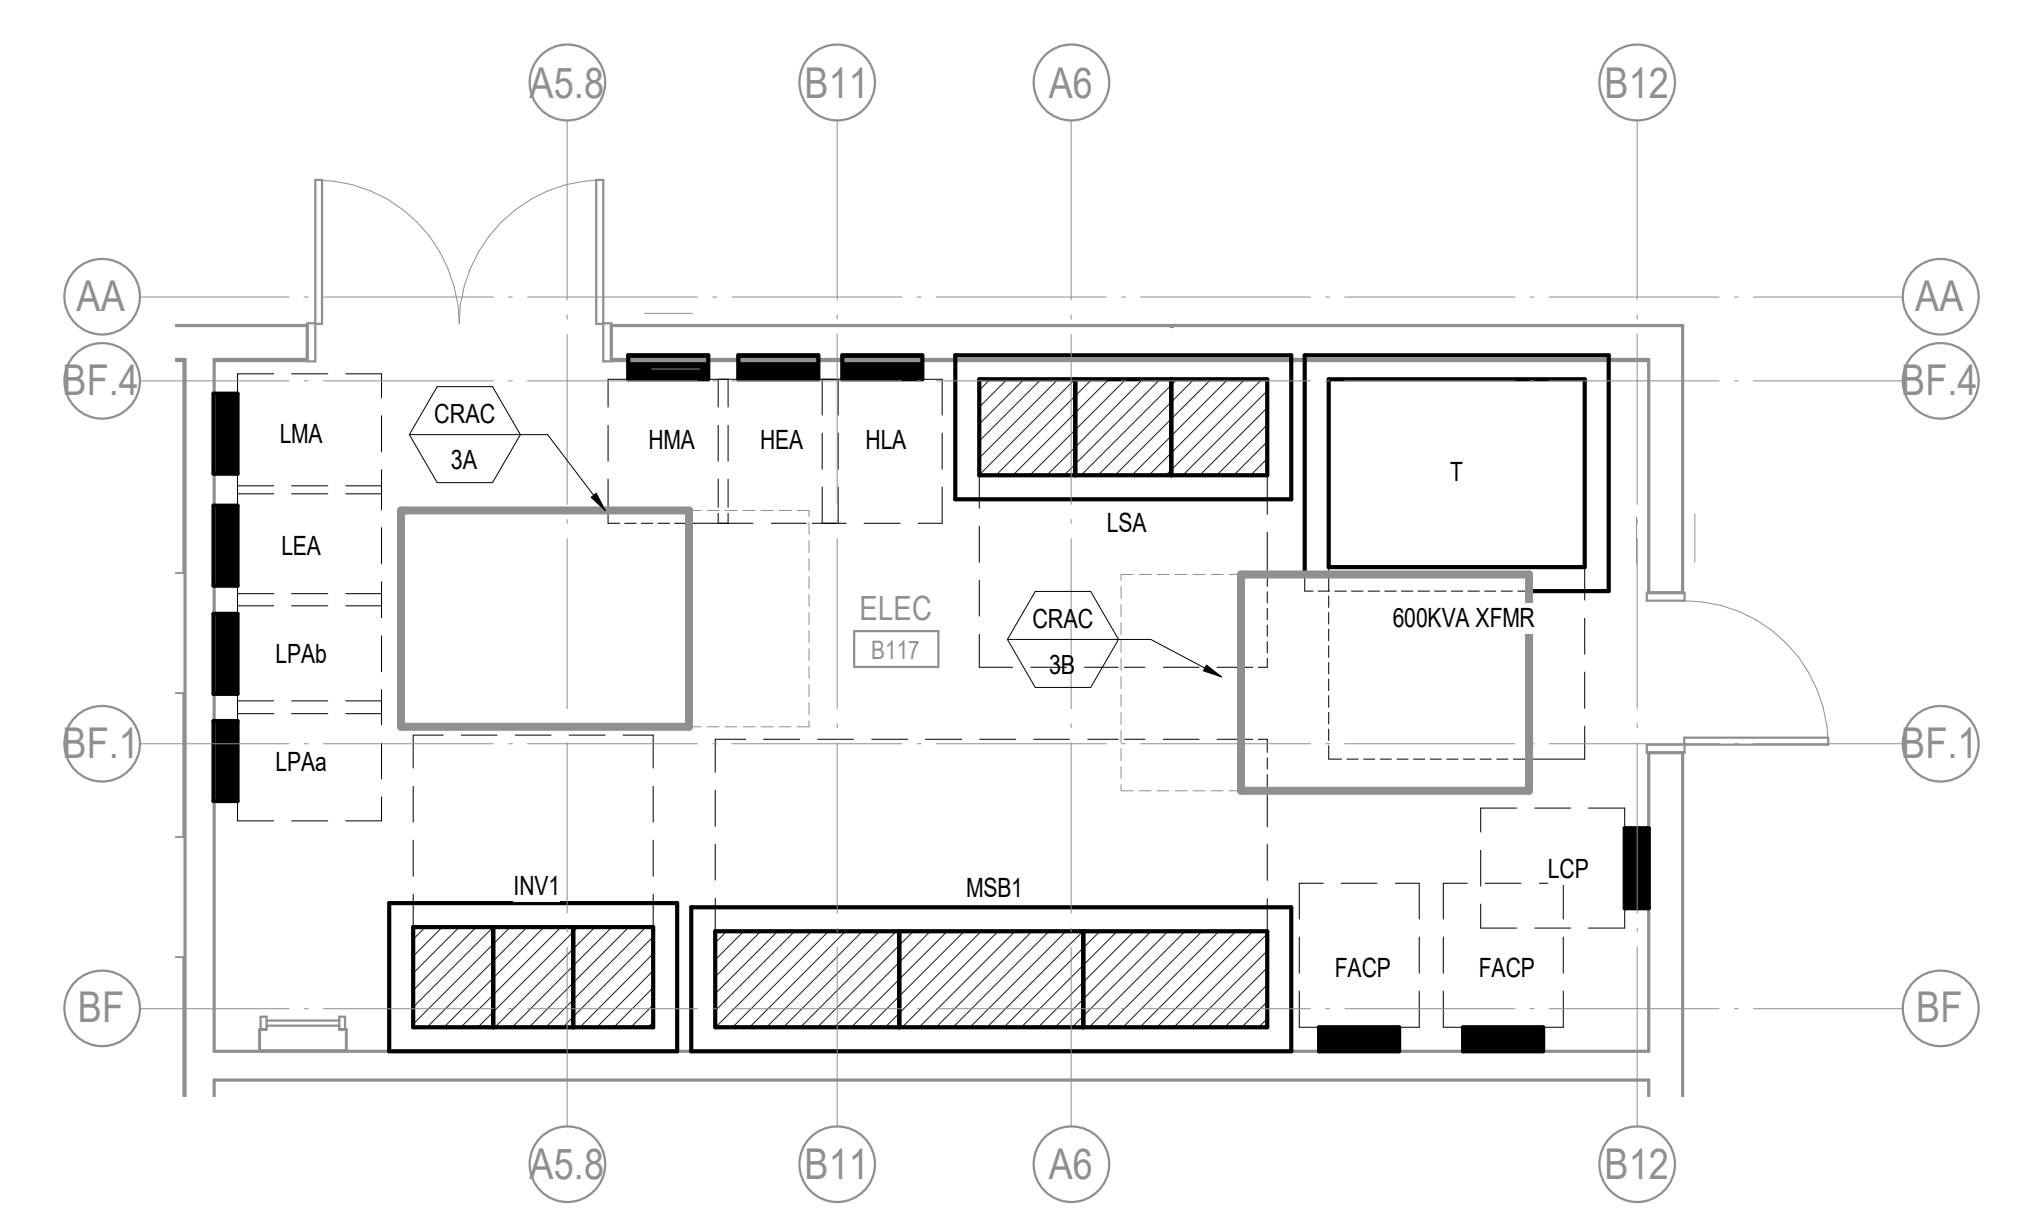 A5.8
B11
A6
B12
AA
AA
BF.4
BF.4
CRAC
3A
LMA
HMA
HEA
HLA
T
LSA
LEA
ELEC
B117
CRAC
3B
600KVA XFMR
LPAb
BF.1
BF.1
LPAa
INV1
MSB1
LCP
FACP
FACP
BF
BF
A5.8
B11
A6
B12